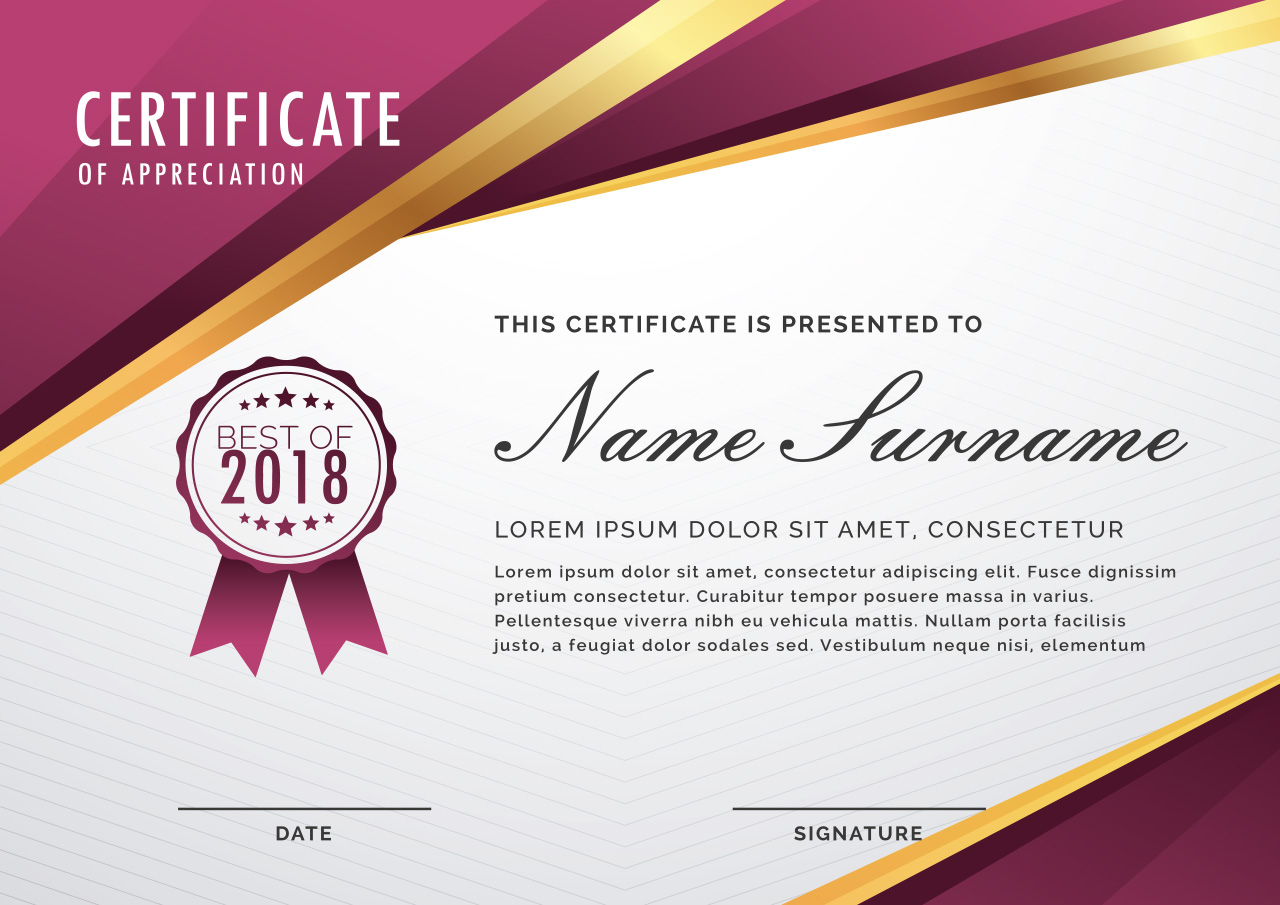 CERTIFICATE
OF APPRECIATION
THIS CERTIFICATE IS PRESENTED TO
Name Surname
BEST OF
2018
LOREM IPSUM DOLOR SIT AMET, CONSECTETUR
Lorem ipsum dolor sit amet, consectetur adipiscing elit. Fusce dignissim
pretium consectetur. Curabitur tempor posuere massa in varius.
Pellentesque viverra nibh eu vehicula mattis. Nullam porta facilisis
justo, a feugiat dolor sodales sed. Vestibulum neque nisi, elementum
DATE
SIGNATURE